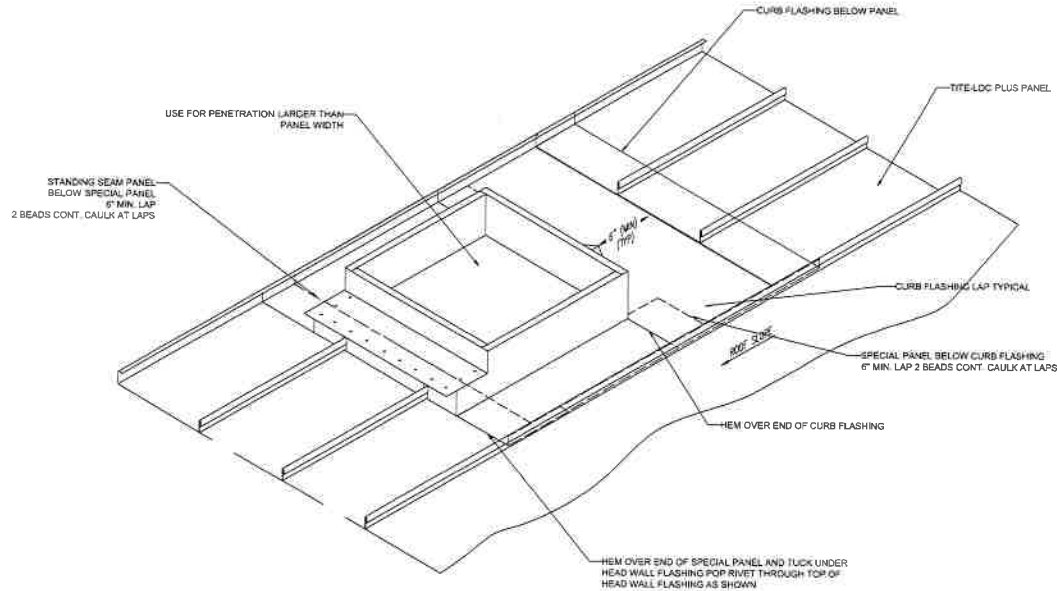 CURB FLASHING BELOW PANEL
TITE-LOC PLUS PANEL
USE FOR PENETRATION LARGER THAN
PANEL WIDTH
STANDING SEAM PANEL
BELOW SPECIAL PANEL
6" MIN. LAP
2 BEADS CONT. CAULK AT LAPS
6" (MIN)
(TYP)
CURB FLASHING LAP TYPICAL
ROOF SLOPE
SPECIAL PANEL BELOW CURB FLASHING
6" MIN. LAP 2 BEADS CONT. CAULK AT LAPS
HEM OVER END OF CURB FLASHING
HEM OVER END OF SPECIAL PANEL AND TUCK UNDER
HEAD WALL FLASHING POP RIVET THROUGH TOP OF
HEAD WALL FLASHING AS SHOWN